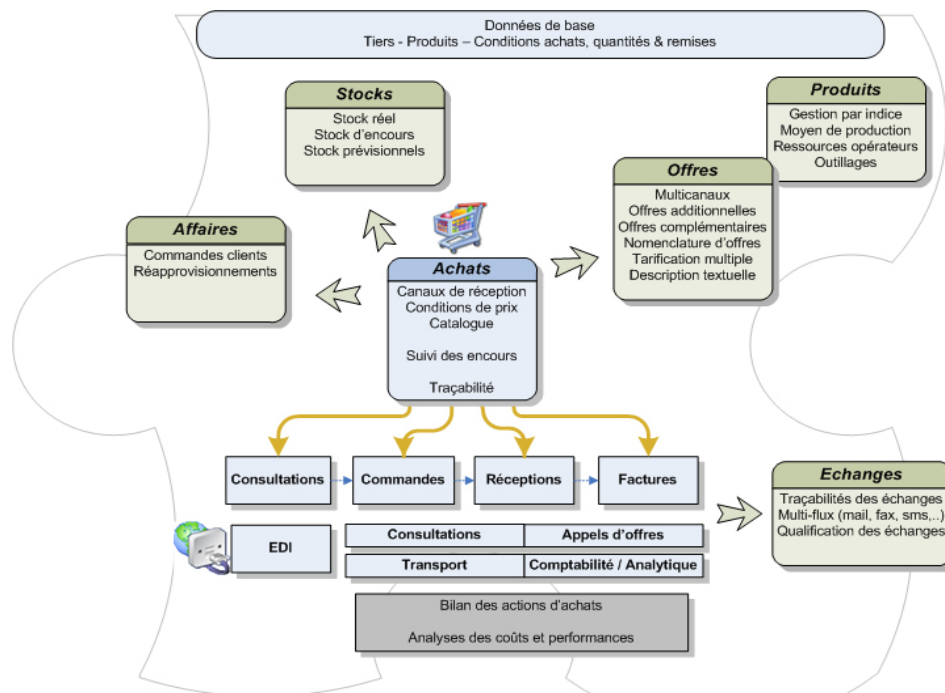 Données de base
Tiers - Produits – Conditions achats, quantités & remises
Stocks
Stock réel
Stock d'encours
Stock prévisionnels
Produits
Gestion par indice
Moyen de production
Ressources opérateurs
Outillages
Offres
Multicanaux
Offres additionnelles
Offres complémentaires
Nomenclature d'offres
Tarification multiple
Description textuelle
Affaires
Commandes clients
Réapprovisionnements
Achats
Canaux de réception
Conditions de prix
Catalogue
Suivi des encours
Traçabilité
Consultations
Commandes
Réceptions
Factures
Echanges
Traçabilités des échanges
Multi-flux (mail, fax, sms,..)
Qualification des échanges
EDI
Consultations
Appels d'offres
Transport
Comptabilité / Analytique
Bilan des actions d'achats
Analyses des coûts et performances